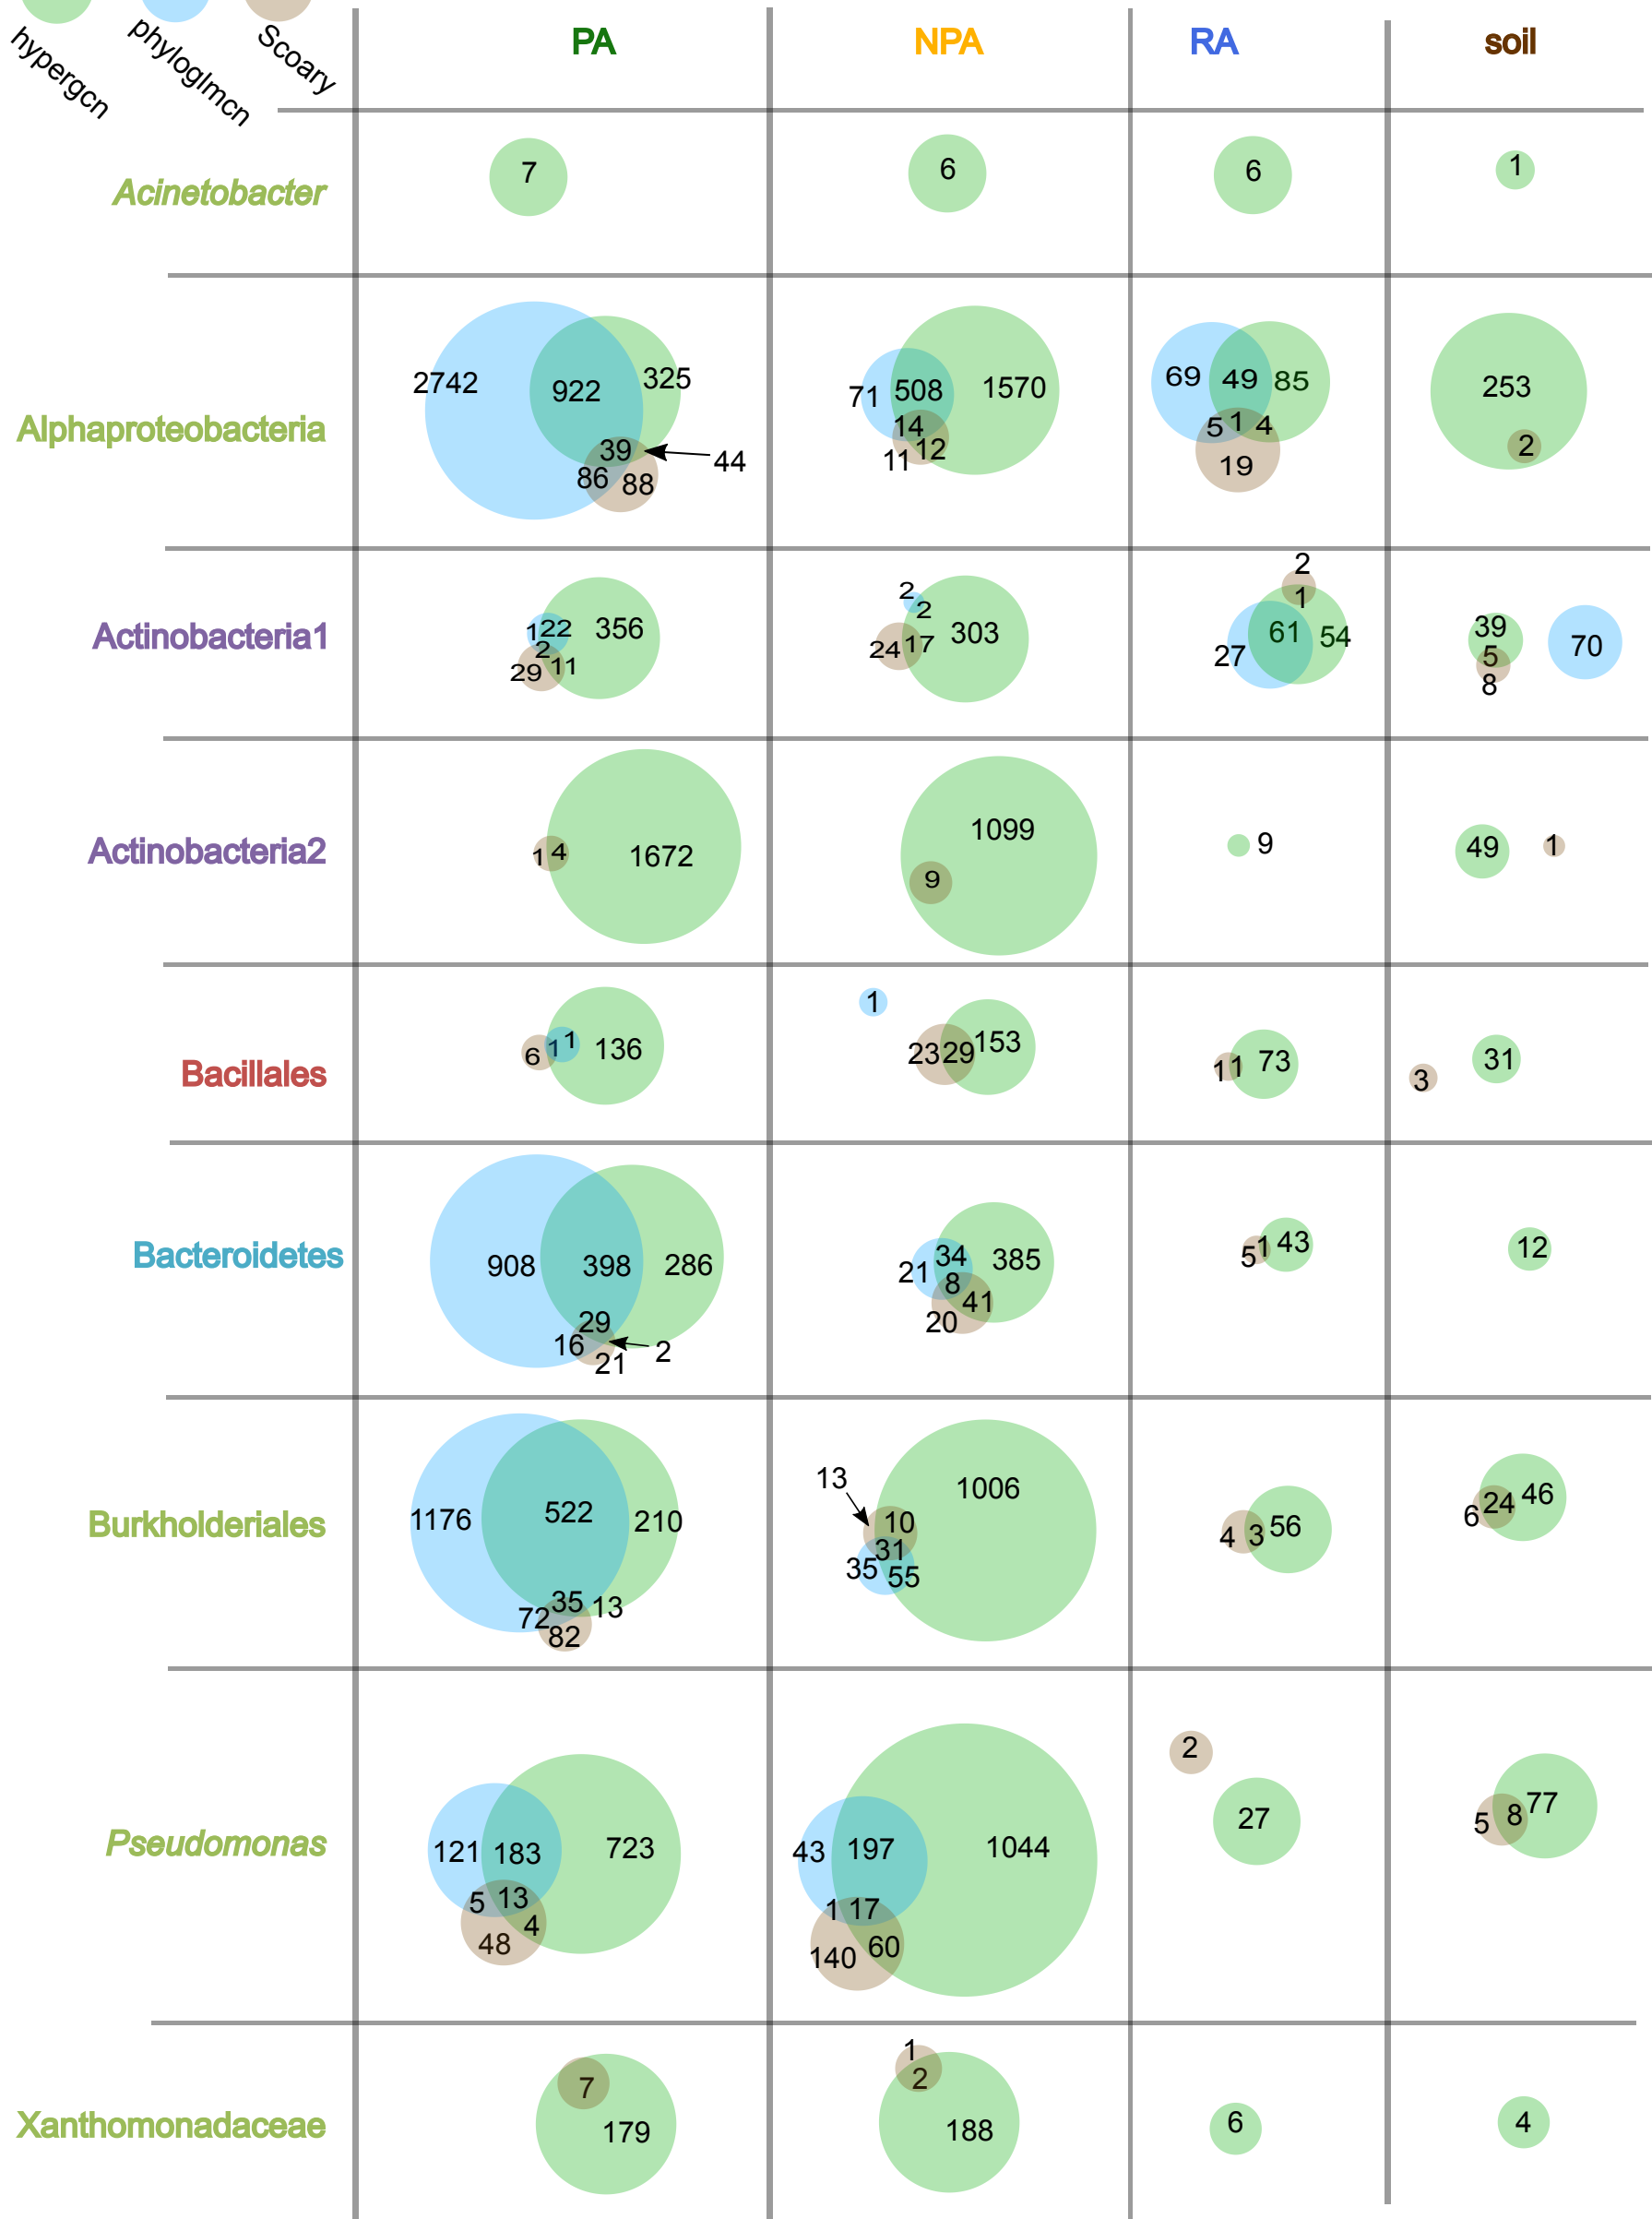 hypergcn
phyloglmcn
Scoary
PA NPA RA soil
Acinetobacter 7 6 6 1
Alphaproteobacteria
2742 922 325 39 44 86 88
71 508 1570 14 12 11
69 49 85 5 1 4 19
253 2
Actinobacteria1
1 22 356 2 29 11
2 2 24 17 303
2 1 61 54 27
39 5 8 70
Actinobacteria2
1 4 1672
1099 9
9
49 1
Bacillales
6 1 1 136
1 23 29 153
1 1 73
3 31
Bacteroidetes
908 398 286 29 16 21 2
21 34 385 8 41 20
5 1 43
12
Burkholderiales
1176 522 210 35 13 72 82
13 10 1006 31 35 55
4 3 56
6 24 46
Pseudomonas
121 183 723 5 13 4 48
43 197 1044 1 17 60 140
2 27
5 8 77
Xanthomonadaceae
7 179
1 2 188
6
4